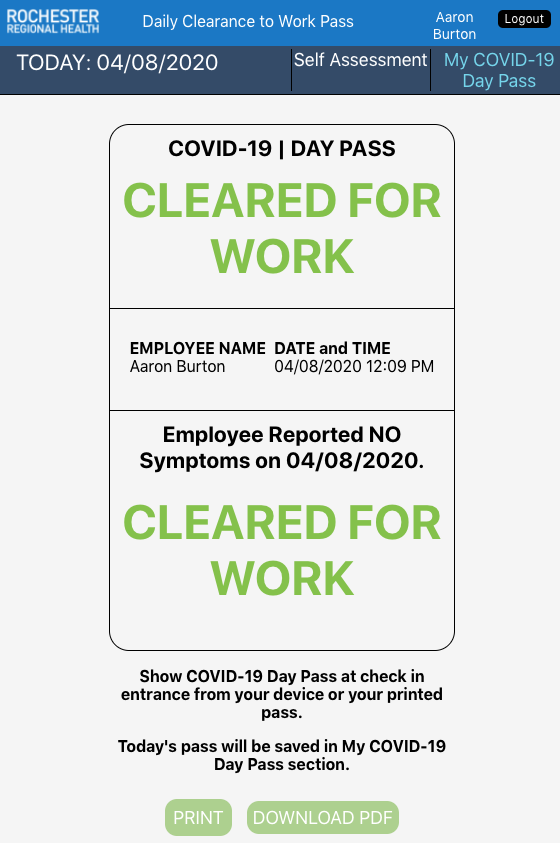 ROCHESTER
REGIONAL HEALTH
Daily Clearance to Work Pass
Aaron
Burton
Logout
TODAY: 04/08/2020
Self Assessment
My COVID-19
Day Pass
COVID-19 | DAY PASS
CLEARED FOR
WORK
EMPLOYEE NAME
Aaron Burton
DATE and TIME
04/08/2020 12:09 PM
Employee Reported NO
Symptoms on 04/08/2020.
CLEARED FOR
WORK
Show COVID-19 Day Pass at check in
entrance from your device or your printed
pass.
Today's pass will be saved in My COVID-19
Day Pass section.
PRINT
DOWNLOAD PDF